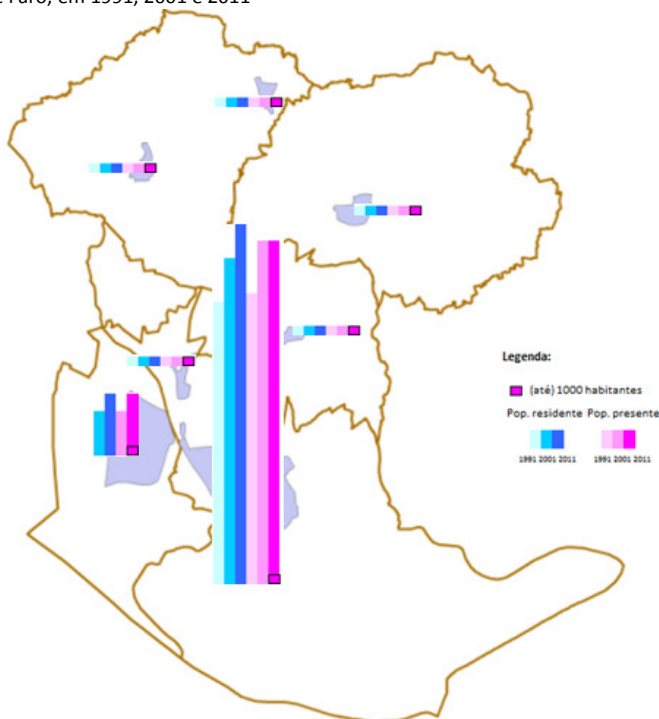 e Faro, em 1991, 2001 e 2011
Legenda:
(até) 1000 habitantes
Pop. residente Pop. presente
1991 2001 2011 1991 2001 2011